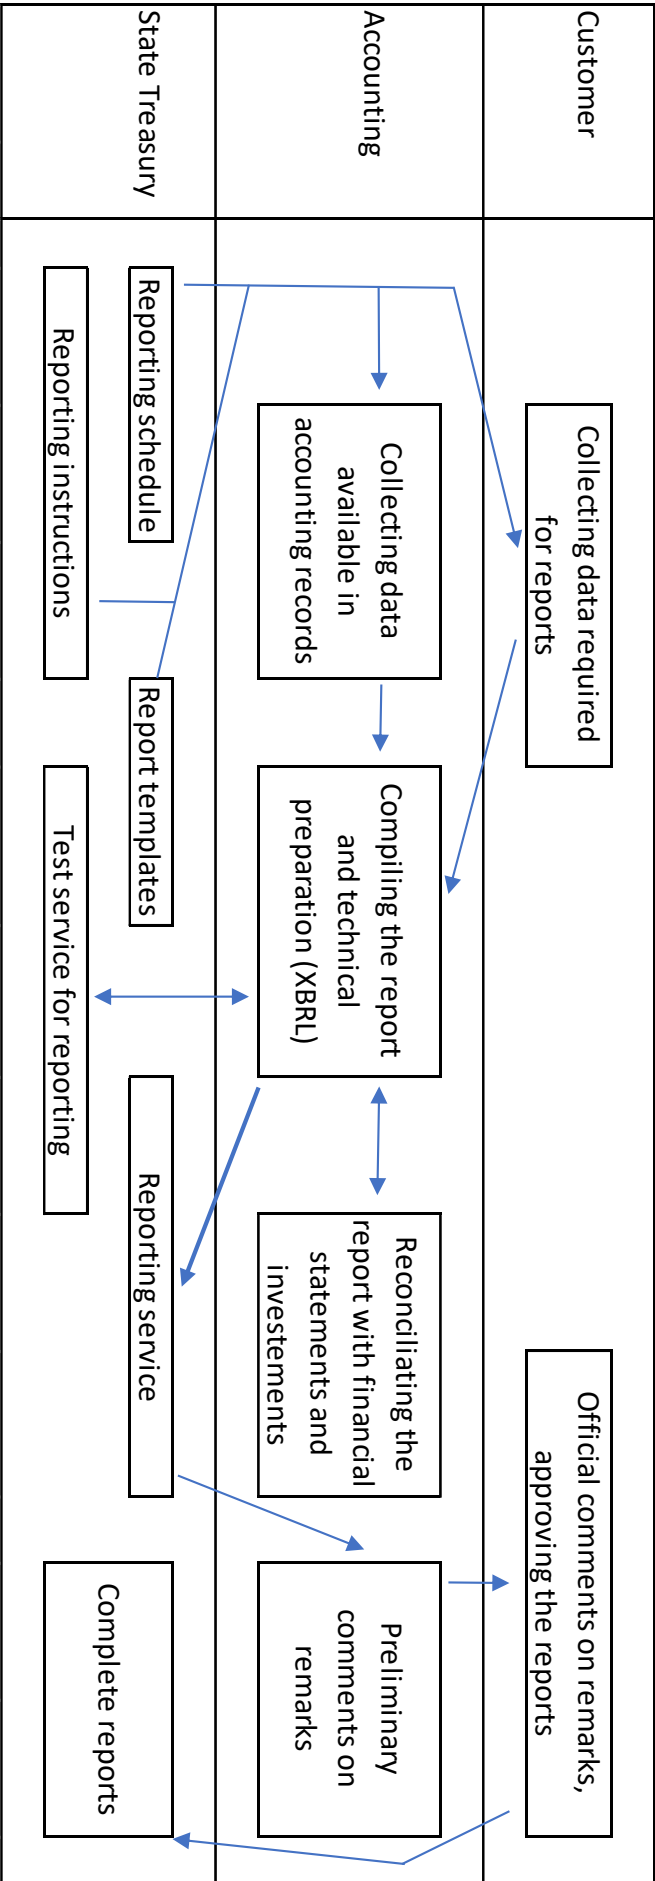 Customer
Collecting data required
for reports
Official comments on remarks,
approving the reports
Accounting
Collecting data
available in
accounting records
Compiling the report
and technical
preparation (XBRL)
Reconciliating the
report with financial
statements and
investements
Preliminary
comments on
remarks
State Treasury
Reporting schedule
Report templates
Reporting service
Complete reports
Reporting instructions
Test service for reporting